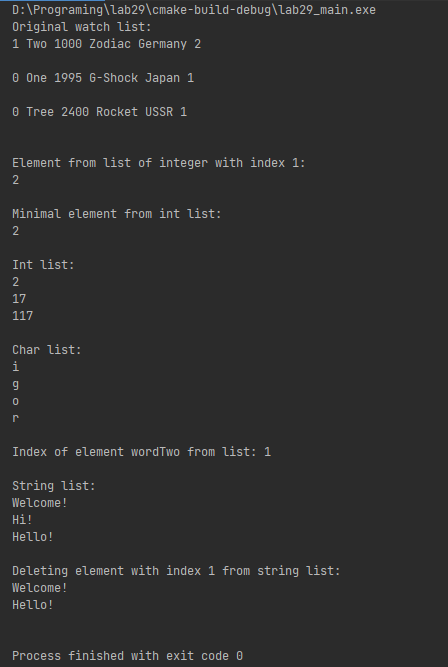 D:\Programing\lab29\cmake-build-debug\lab29_main.exe
Original watch list:
1 Two 1000 Zodiac Germany 2
0 One 1995 G-Shock Japan 1
0 Tree 2400 Rocket USSR 1
Element from list of integer with index 1:
2
Minimal element from int list:
2
Int list:
2
17
117
Char list:
i
g
o
r
Index of element wordTwo from list: 1
String list:
Welcome!
Hi!
Hello!
Deleting element with index 1 from string list:
Welcome!
Hello!
Process finished with exit code 0